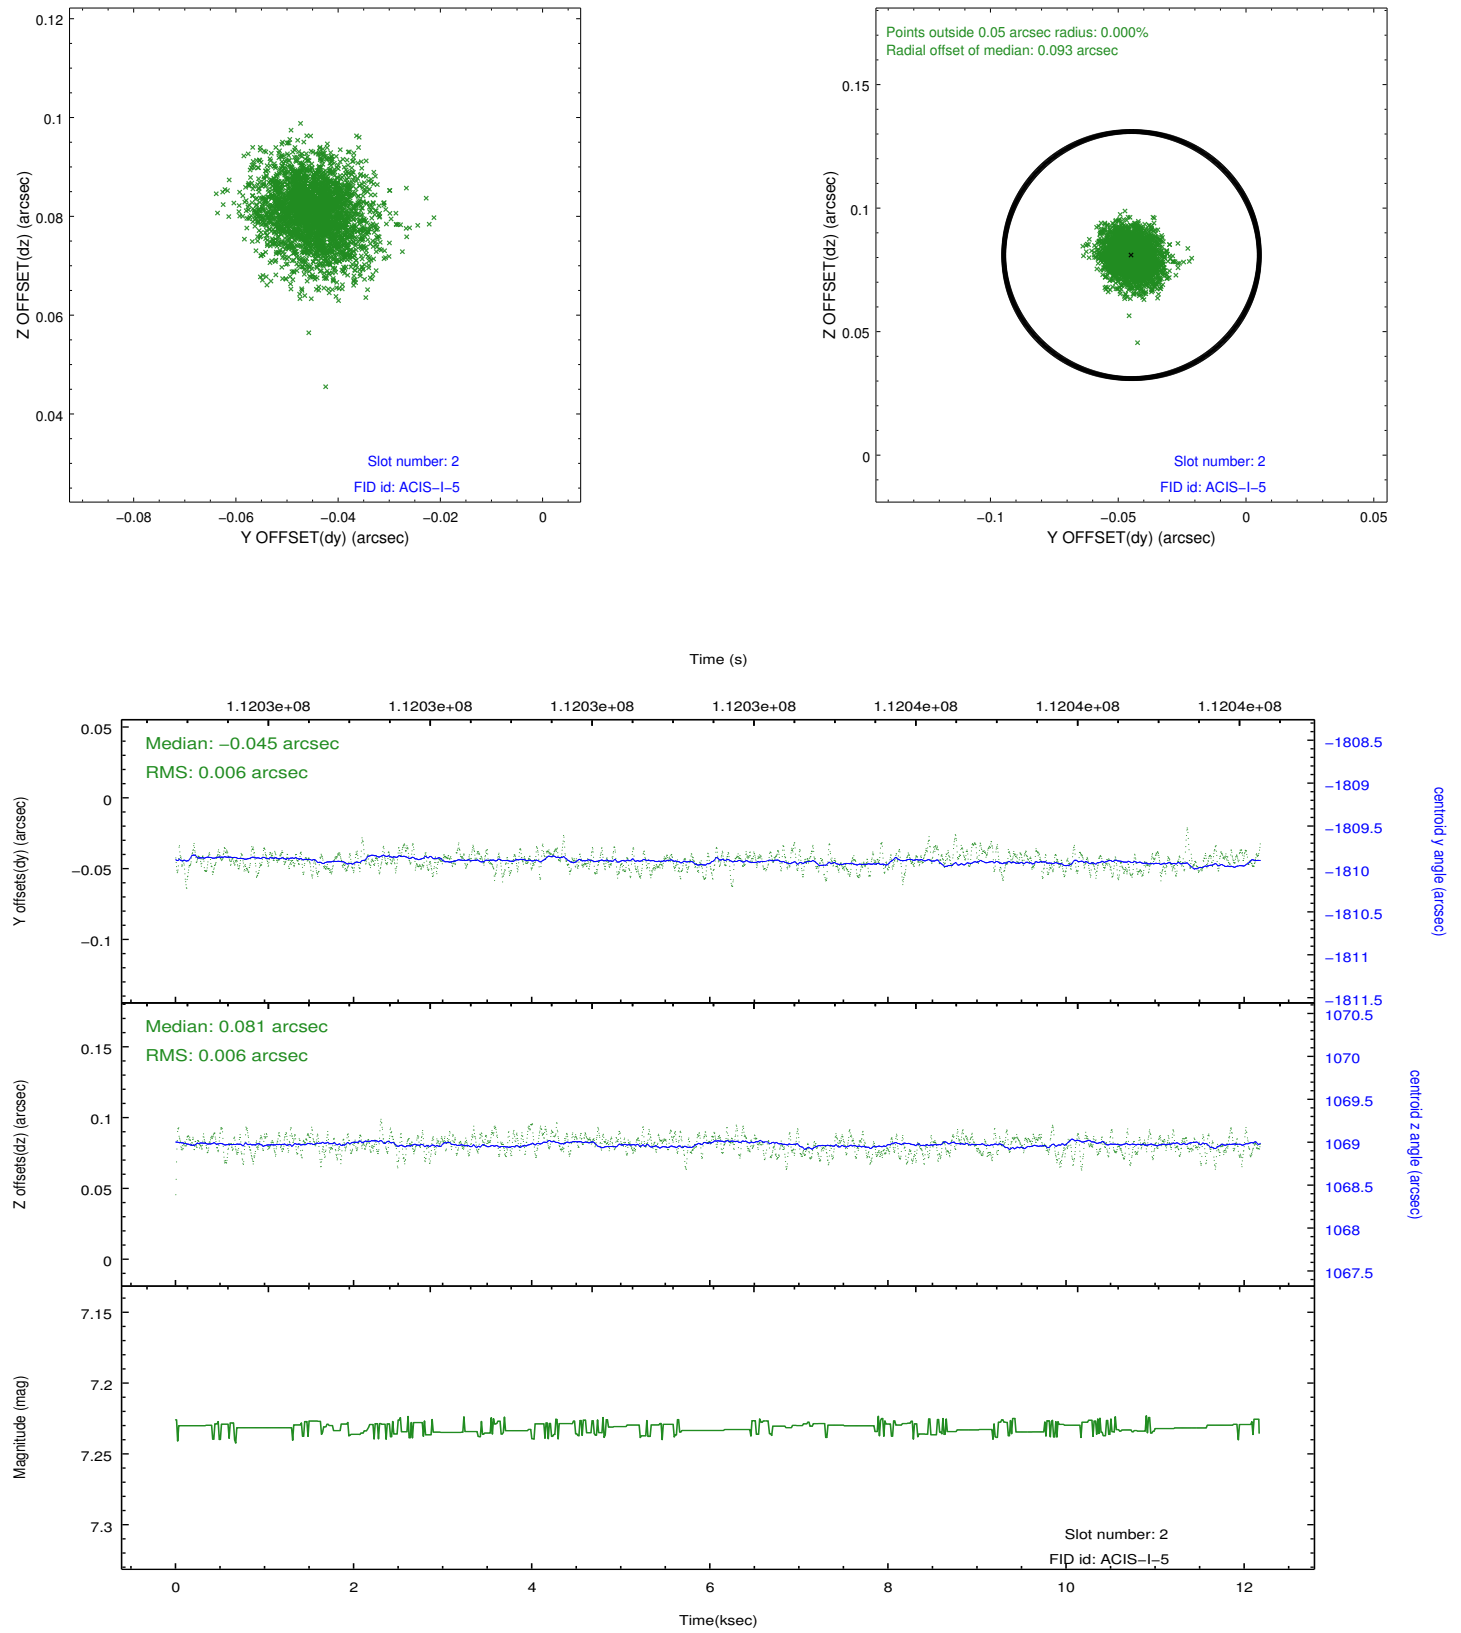 0.12
0.1
0.08
0.06
0.04
Z OFFSET(dz) (arcsec)
Slot number: 2
FID id: ACIS−I−5
−0.08
−0.06
−0.04
−0.02
0
Y OFFSET(dy) (arcsec)
Points outside 0.05 arcsec radius: 0.000%
Radial offset of median: 0.093 arcsec
0.15
0.1
0.05
0
Z OFFSET(dz) (arcsec)
Slot number: 2
FID id: ACIS−I−5
−0.1
−0.05
0
0.05
Y OFFSET(dy) (arcsec)
Time (s)
1.1203e+08
1.1203e+08
1.1203e+08
1.1203e+08
1.1204e+08
1.1204e+08
1.1204e+08
Median: −0.045 arcsec
RMS: 0.006 arcsec
0.05
0
−0.05
−0.1
Y offsets(dy) (arcsec)
−1808.5
−1809
−1809.5
−1810
−1810.5
−1811
−1811.5
centroid y angle (arcsec)
Median: 0.081 arcsec
RMS: 0.006 arcsec
0.15
0.1
0.05
0
Z offsets(dz) (arcsec)
1070.5
1070
1069.5
1069
1068.5
1068
1067.5
centroid z angle (arcsec)
7.15
7.2
7.25
7.3
Magnitude (mag)
Slot number: 2
FID id: ACIS−I−5
0
2
4
6
8
10
12
Time(ksec)